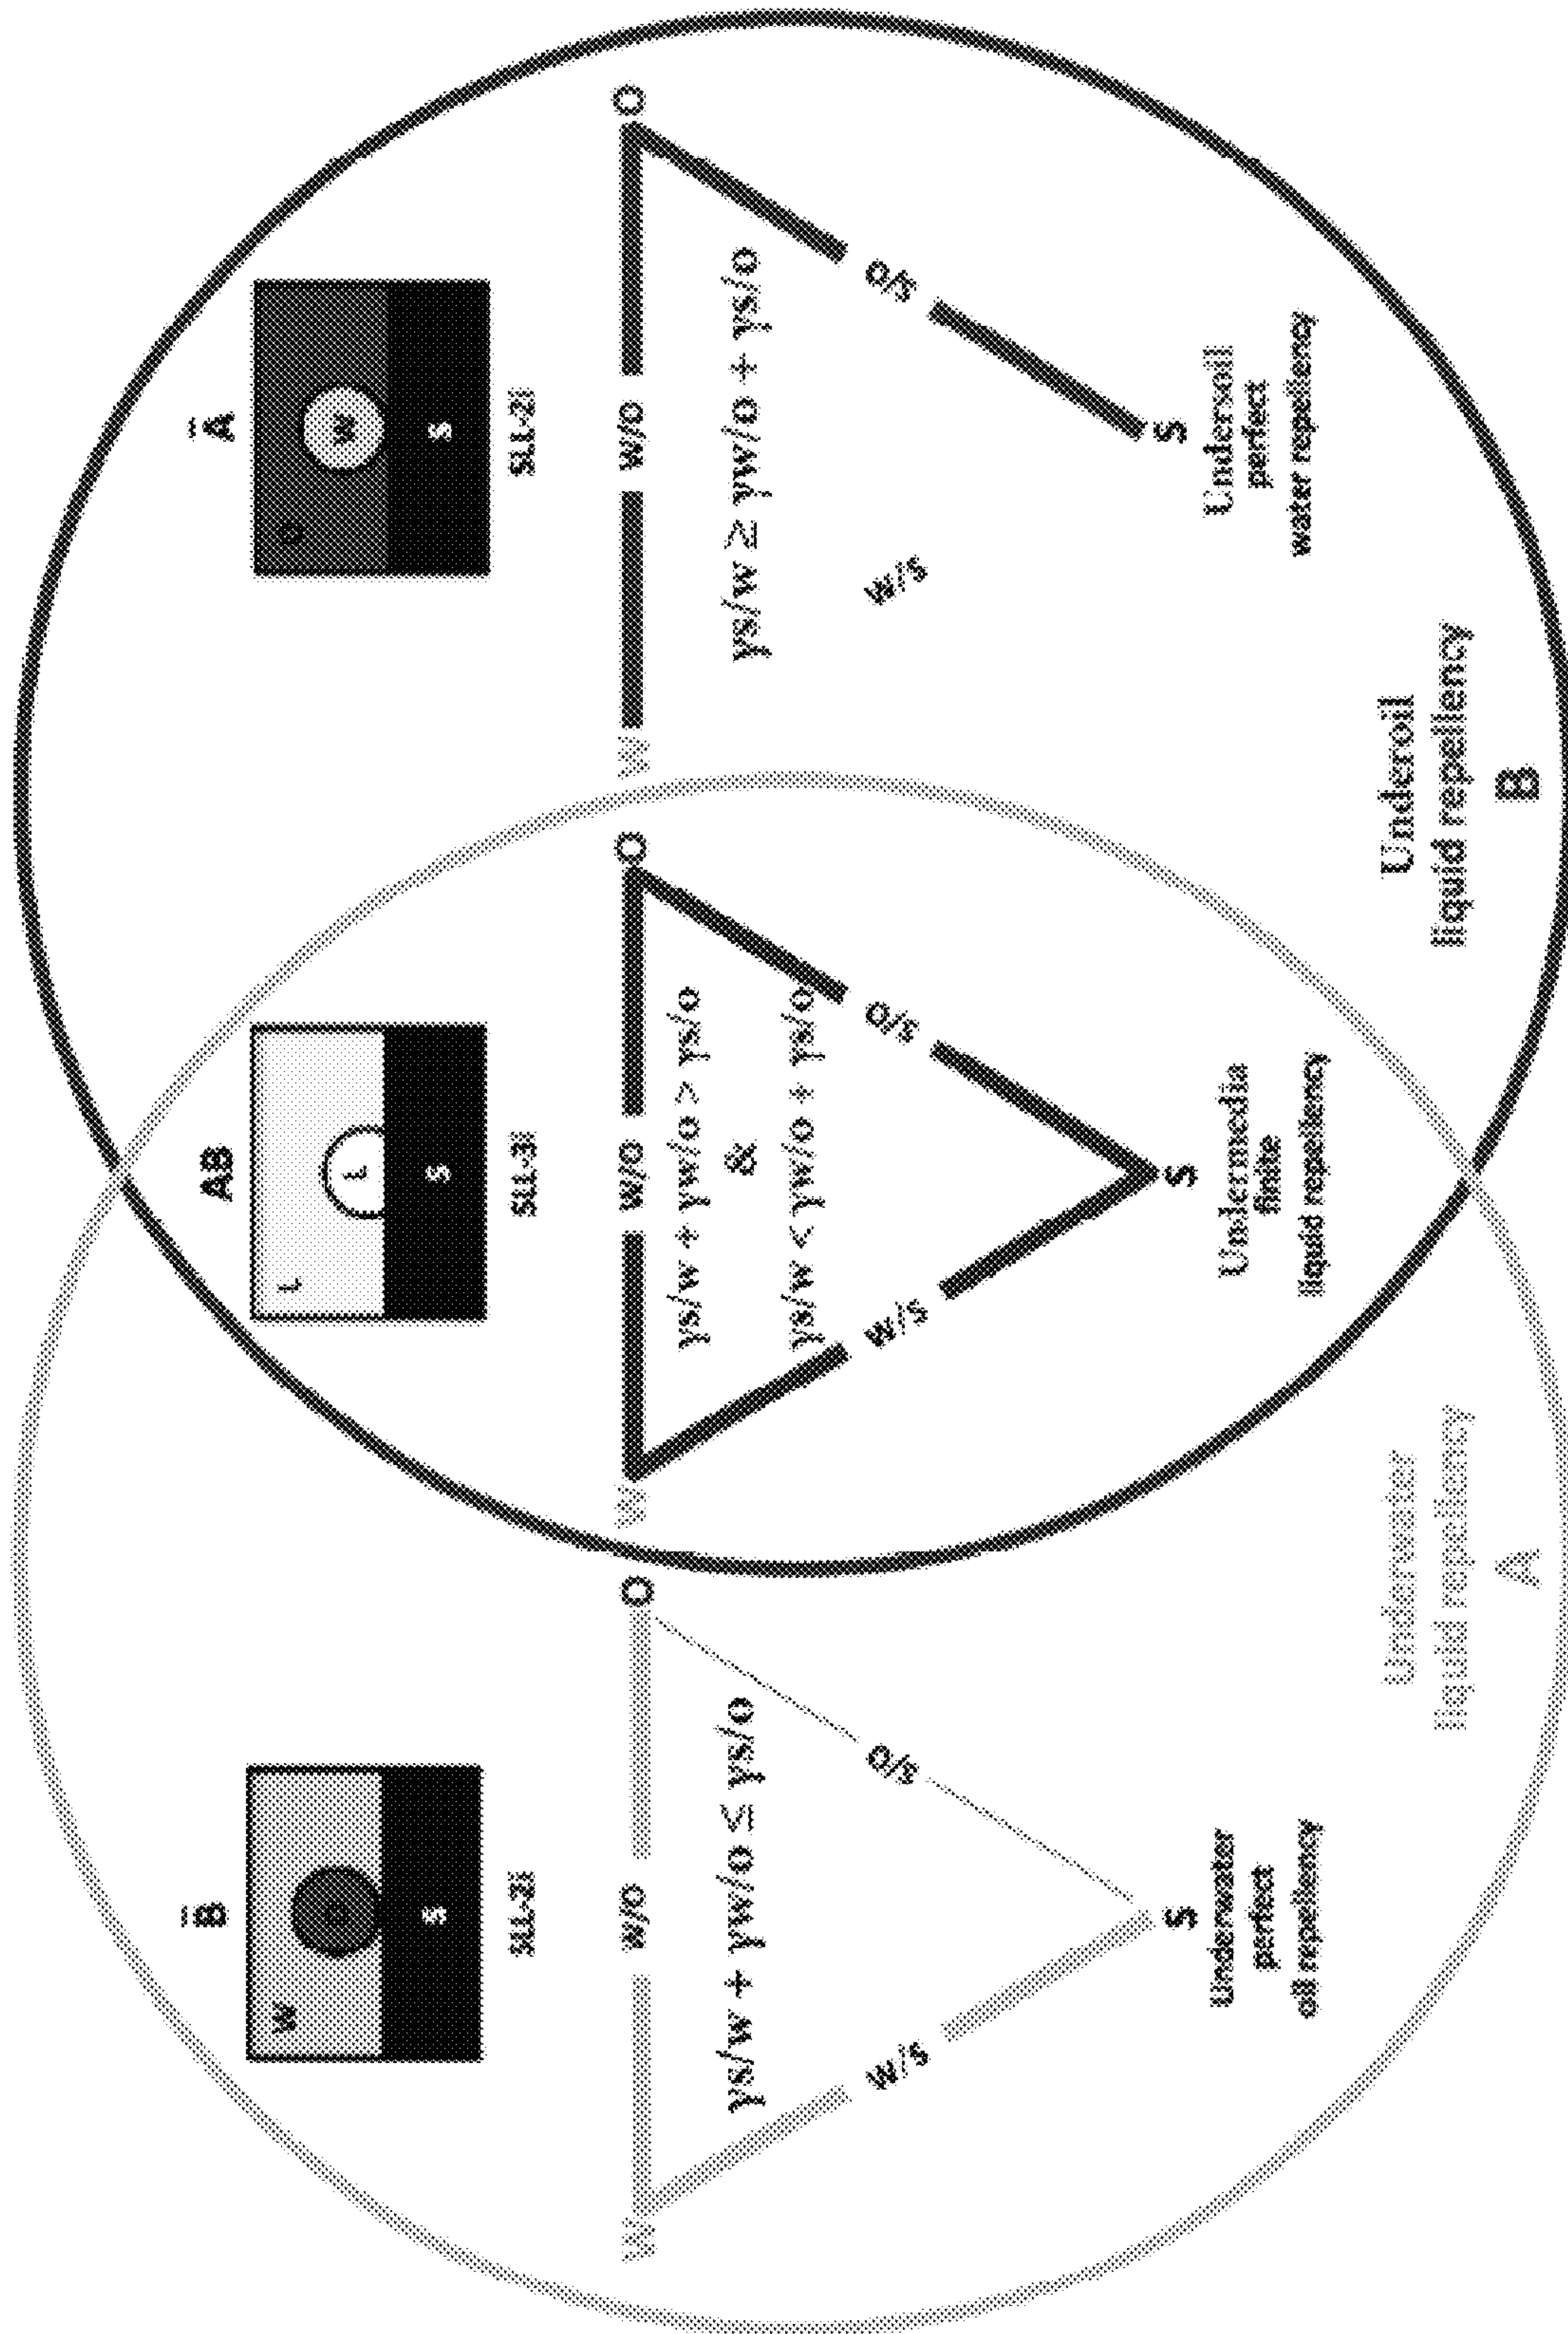 B̄
W
S
SLL-2i
W
W/O
O
γs/w + γw/o ≤ γs/o
W/S
O/S
S
Underwater
perfect
oil repellency
Underwater
liquid repellency
A
AB
L
L
S
SLL-3i
W
W/O
O
γs/w + γw/o > γs/o
&
γs/w < γw/o + γs/o
W/S
O/S
S
Undermedia
finite
liquid repellency
Ā
O
W
S
SLL-2i
W
W/O
O
γs/w ≥ γw/o + γs/o
W/S
O/S
S
Undersoil
perfect
water repellency
Underoil
liquid repellency
B